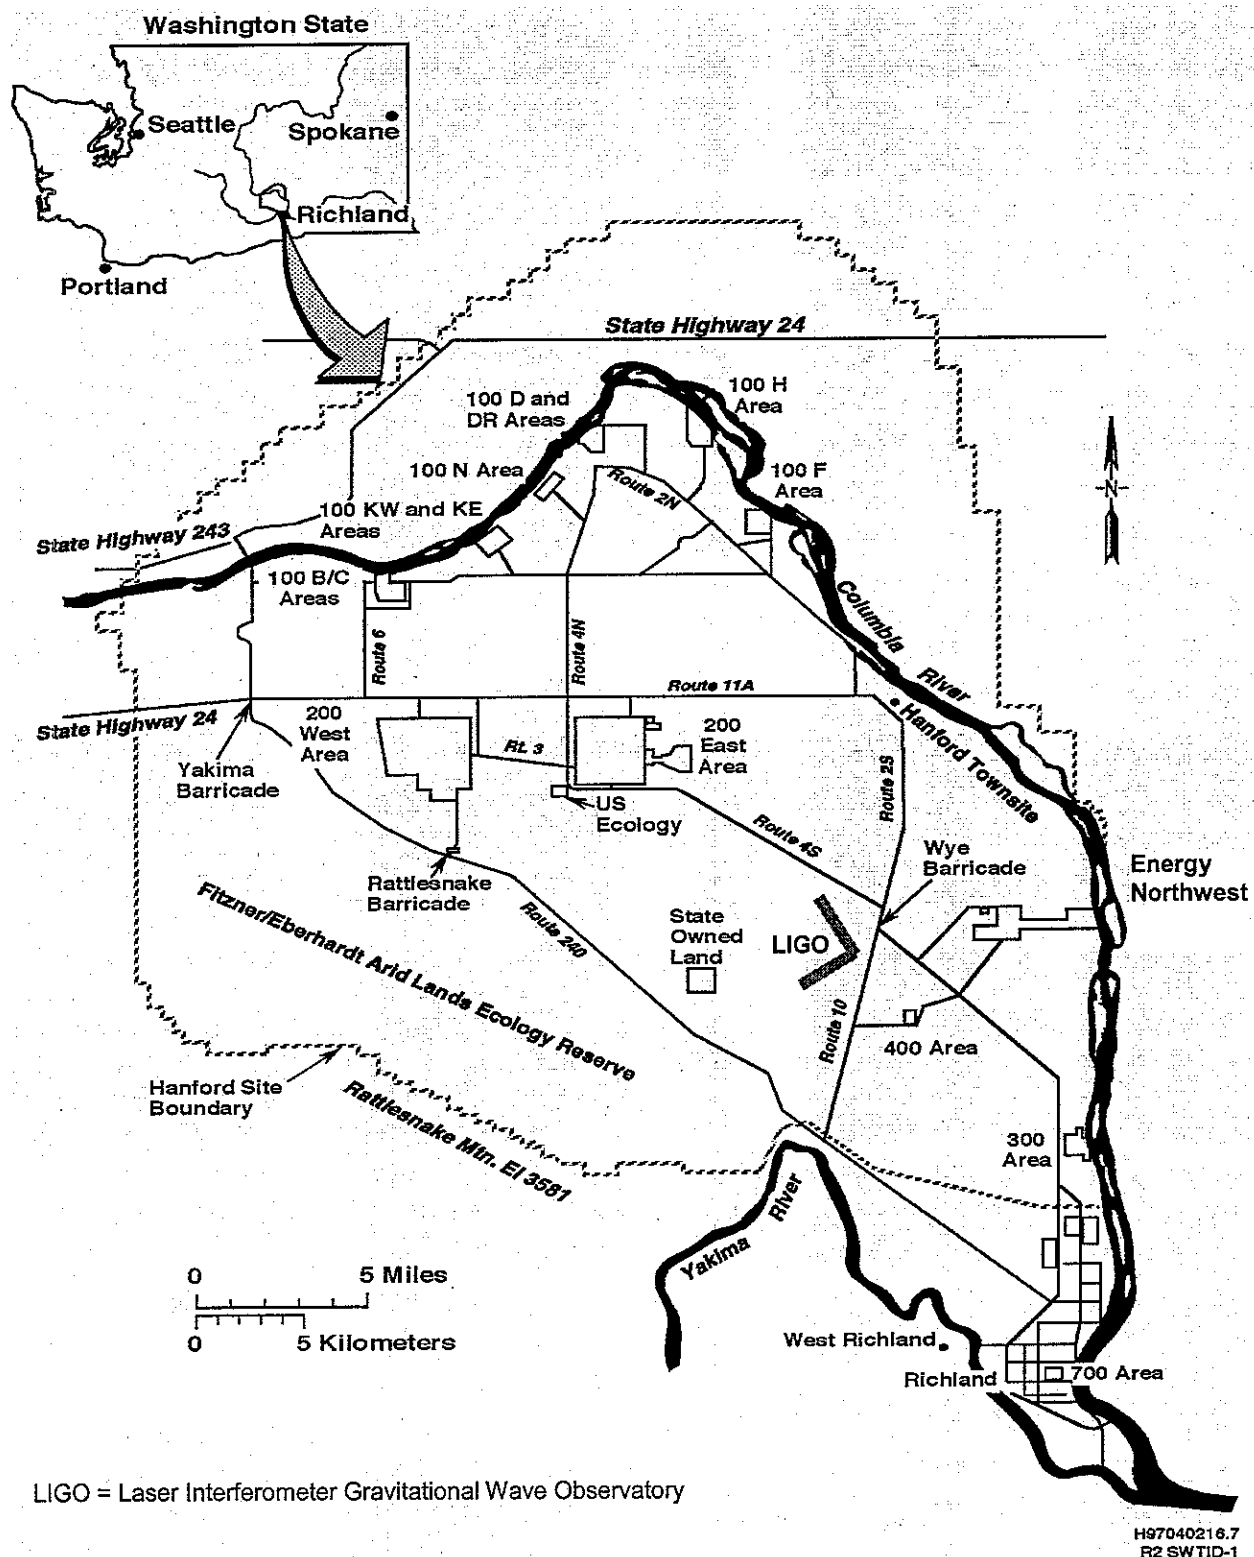 Washington State
Seattle
Spokane
Richland
Portland
State Highway 24
100 D and
DR Areas
100 H
Area
100 N Area
100 F
Area
Route 2N
100 KW and KE
Areas
State Highway 243
100 B/C
Areas
N
Columbia
River
Route 6
Route 4N
Route 11A
State Highway 24
200
West
Area
Rt. 3
200
East
Area
Hanford Townsite
Route 2S
Yakima
Barricade
US
Ecology
Route 4S
Wye
Barricade
Energy
Northwest
Rattlesnake
Barricade
Fitzner/Eberhardt Arid Lands Ecology Reserve
Route 240
State
Owned
Land
LIGO
Route 10
400 Area
Hanford Site
Boundary
Rattlesnake Mtn. El 3581
300
Area
Yakima
River
0
5 Miles
0
5 Kilometers
West Richland
Richland
700 Area
LIGO = Laser Interferometer Gravitational Wave Observatory
H97040216.7
R2 SWTID-1